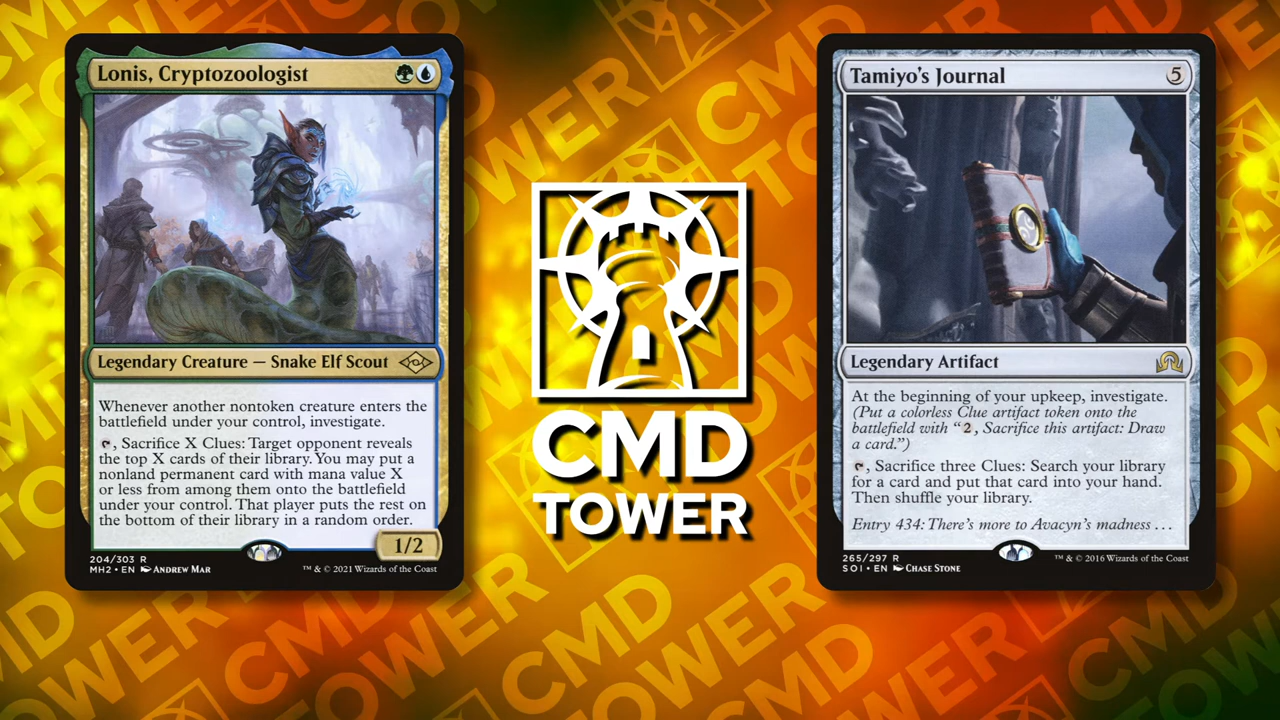 Lonis, Cryptozoologist
Legendary Creature — Snake Elf Scout
Whenever another nontoken creature enters the
battlefield under your control, investigate.
, Sacrifice X Clues: Target opponent reveals
the top X cards of their library. You may put a
nonland permanent card with mana value X
or less from among them onto the battlefield
under your control. That player puts the rest on
the bottom of their library in a random order.
1/2
204/303 R
MH2 • EN Andrew Mar
™ & © 2021 Wizards of the Coast
CMD
TOWER
Tamiyo's Journal
5
Legendary Artifact
At the beginning of your upkeep, investigate.
(Put a colorless Clue artifact token onto the
battlefield with “2, Sacrifice this artifact: Draw
a card.”)
, Sacrifice three Clues: Search your library
for a card and put that card into your hand.
Then shuffle your library.
Entry 434: There's more to Avacyn's madness . . .
265/297 R
SOI • EN Chase Stone
™ & © 2016 Wizards of the Coast